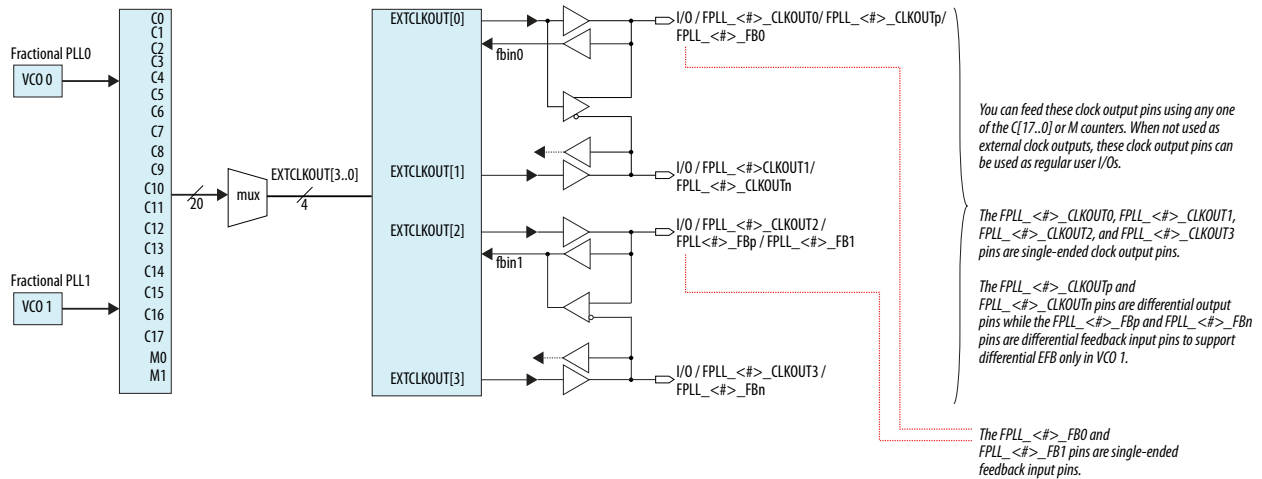 Fractional PLL0
VCO 0
Fractional PLL1
VCO 1
C0
C1
C2
C3
C4
C5
C6
C7
C8
C9
C10
C11
C12
C13
C14
C15
C16
C17
M0
M1
20
mux
EXTCLKOUT[3..0]
4
EXTCLKOUT[0]
fbin0
EXTCLKOUT[1]
EXTCLKOUT[2]
fbin1
EXTCLKOUT[3]
I/O / FPLL_<#>_CLKOUT0/ FPLL_<#>_CLKOUTp/
FPLL_<#>_FB0
I/O / FPLL_<#>CLKOUT1/
FPLL_<#>_CLKOUTn
I/O / FPLL_<#>_CLKOUT2 /
FPLL<#>_FBp / FPLL_<#>_FB1
I/O / FPLL_<#>_CLKOUT3 /
FPLL_<#>_FBn
You can feed these clock output pins using any one
of the C[17..0] or M counters. When not used as
external clock outputs, these clock output pins can
be used as regular user I/Os.
The FPLL_<#>_CLKOUT0, FPLL_<#>_CLKOUT1,
FPLL_<#>_CLKOUT2, and FPLL_<#>_CLKOUT3
pins are single-ended clock output pins.
The FPLL_<#>_CLKOUTp and
FPLL_<#>_CLKOUTn pins are differential output
pins while the FPLL_<#>_FBp and FPLL_<#>_FBn
pins are differential feedback input pins to support
differential EFB only in VCO 1.
The FPLL_<#>_FB0 and
FPLL_<#>_FB1 pins are single-ended
feedback input pins.